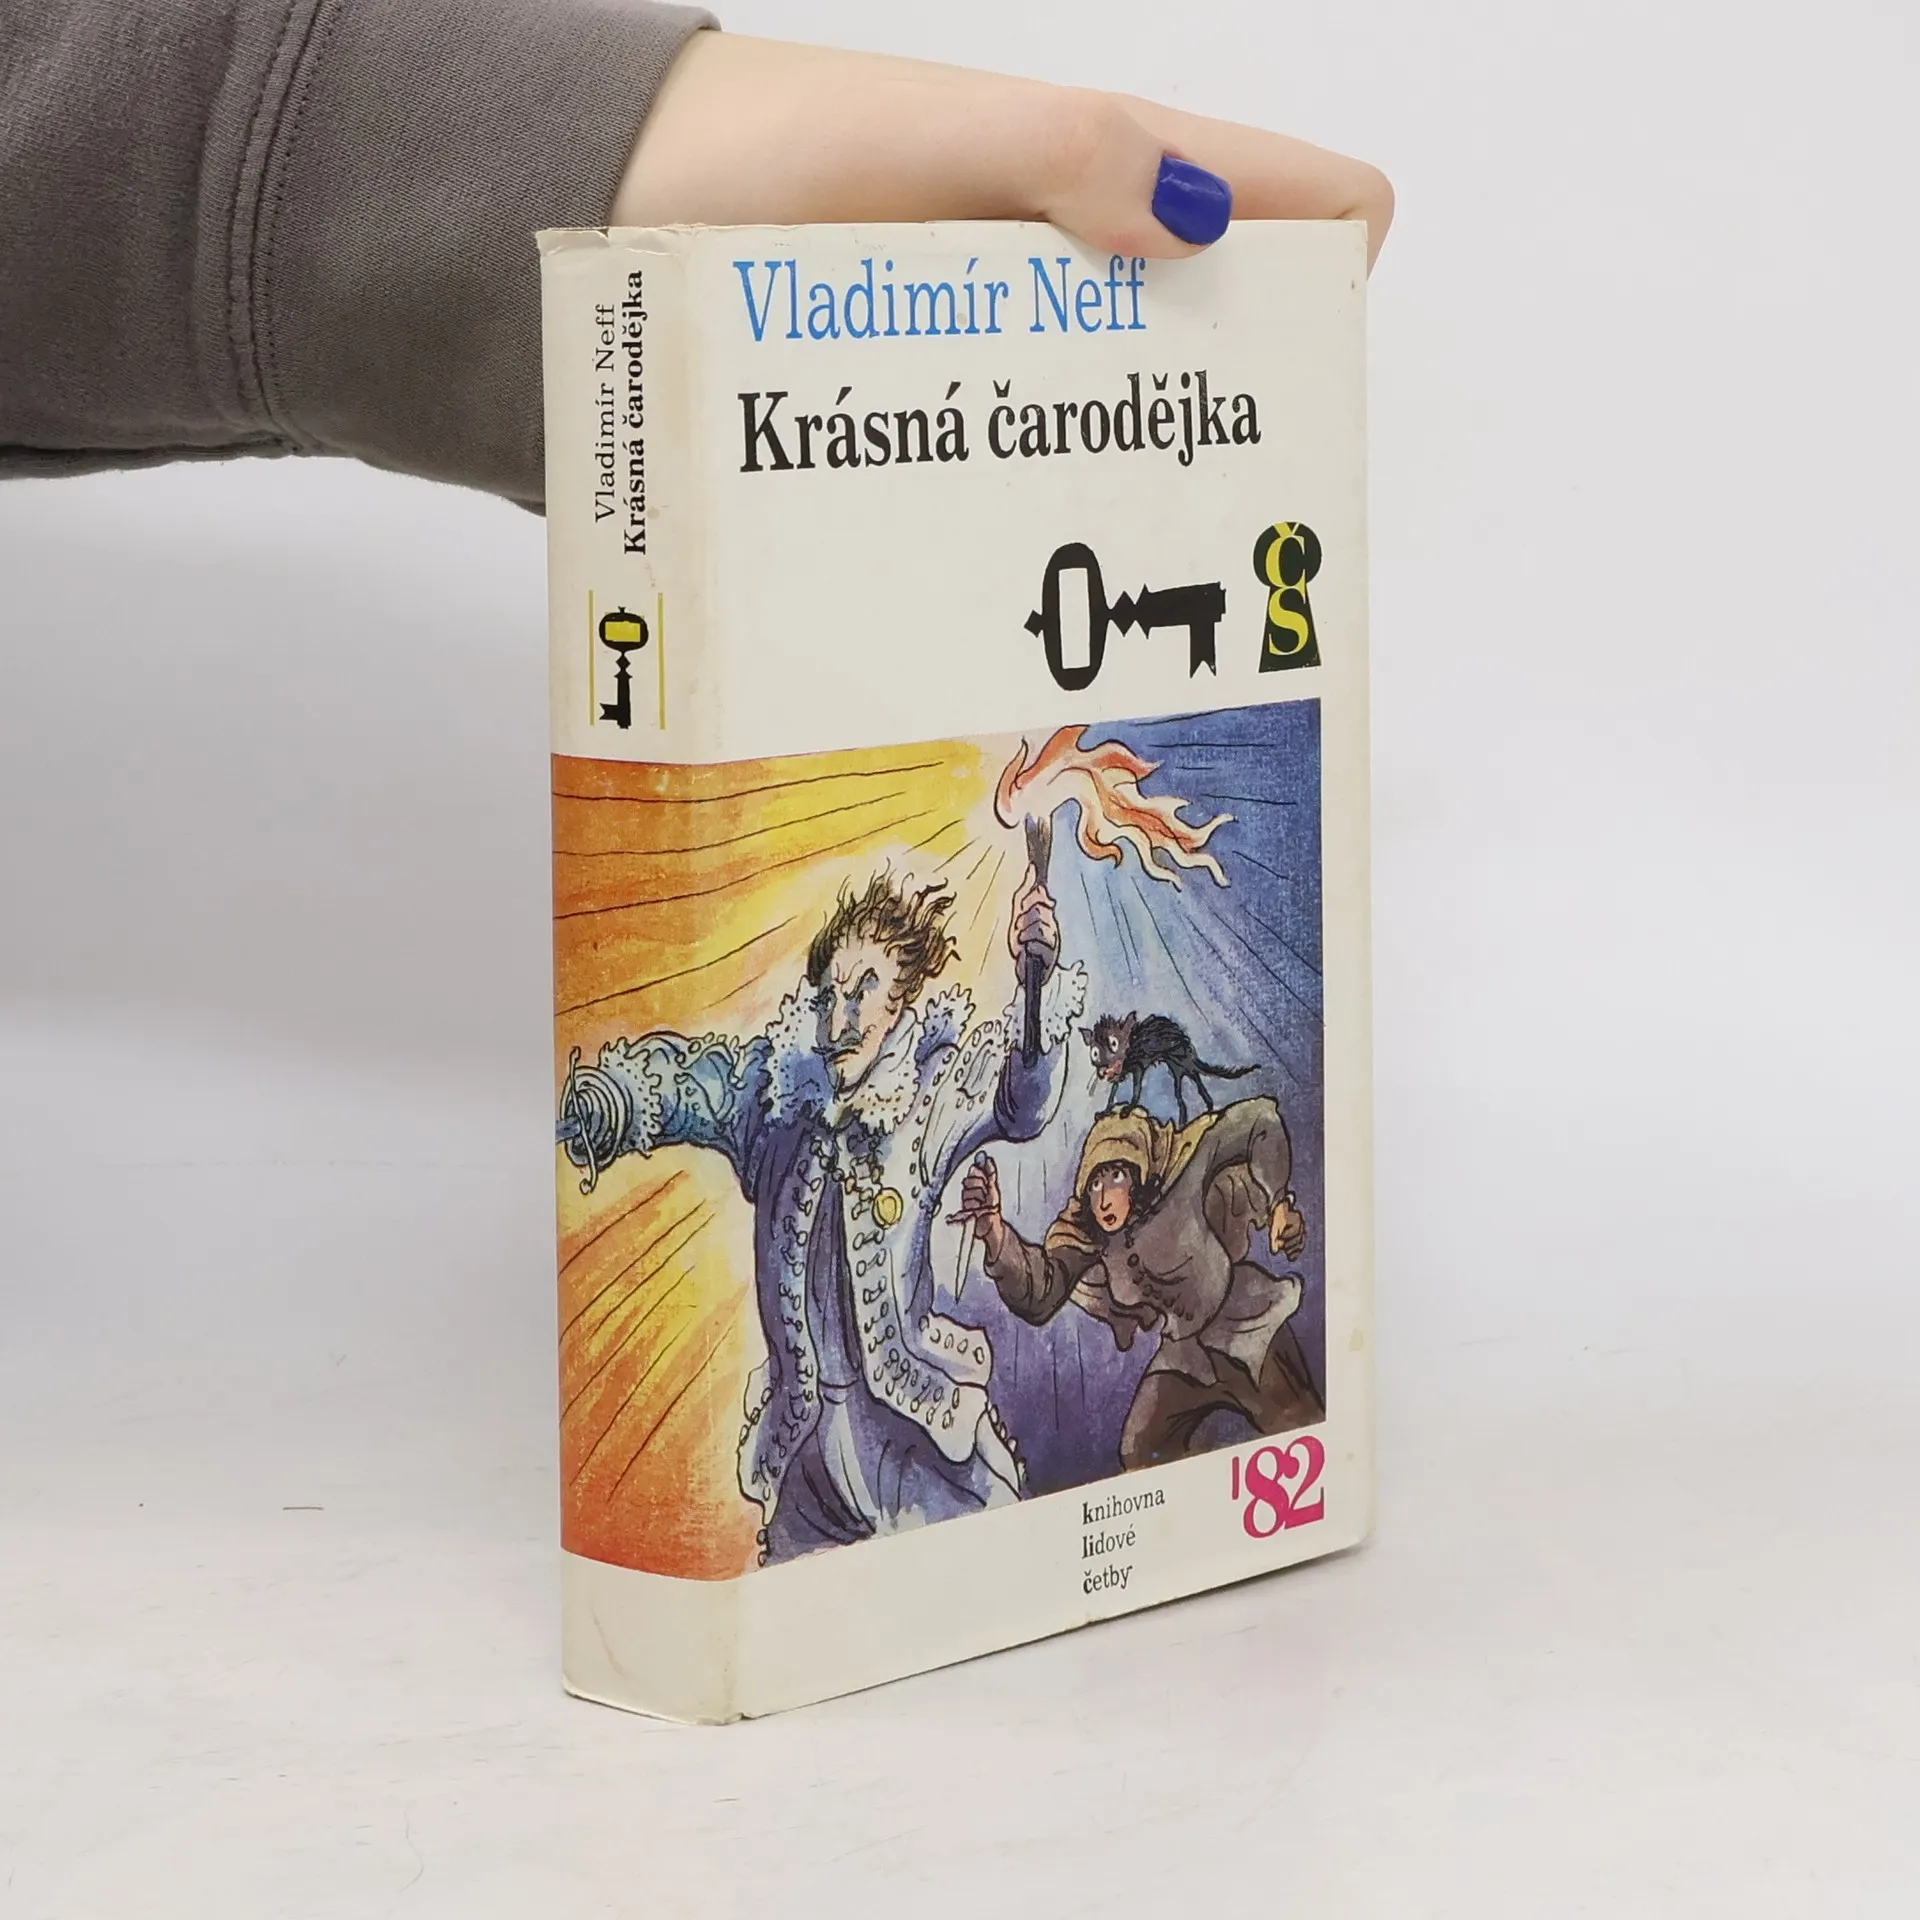 Vladimír Neff
Krásná čarodějka
Vladimír Neff
Krásná čarodějka
ČS
knihovna
lidové
četby
'82